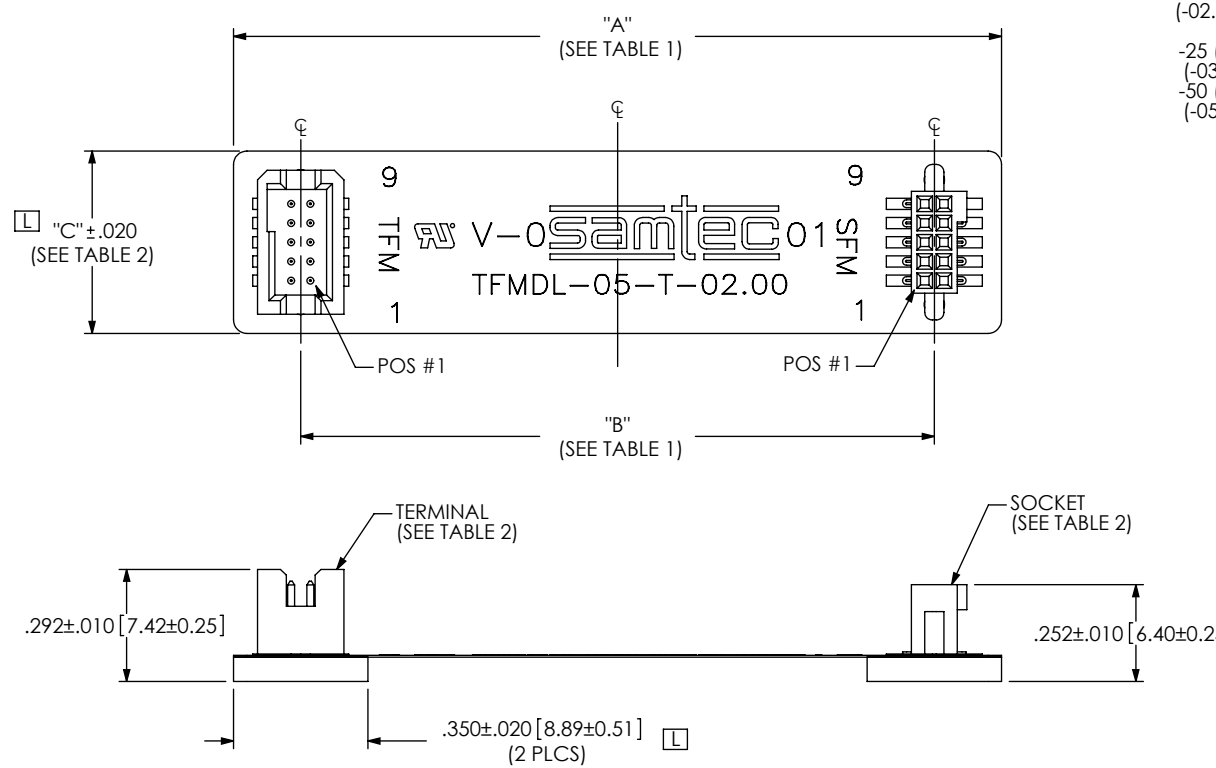 "A"
(SEE TABLE 1)
(-02.
-25 (
(-03
-50 (
(-05
L "C"±.020
(SEE TABLE 2)
9
TFM
1
V-0 samtec 01
TFMDL-05-T-02.00
9
SFM
1
POS #1
POS #1
"B"
(SEE TABLE 1)
TERMINAL
(SEE TABLE 2)
SOCKET
(SEE TABLE 2)
.292±.010 [7.42±0.25]
.252±.010 [6.40±0.2
.350±.020 [8.89±0.51] L
(2 PLCS)